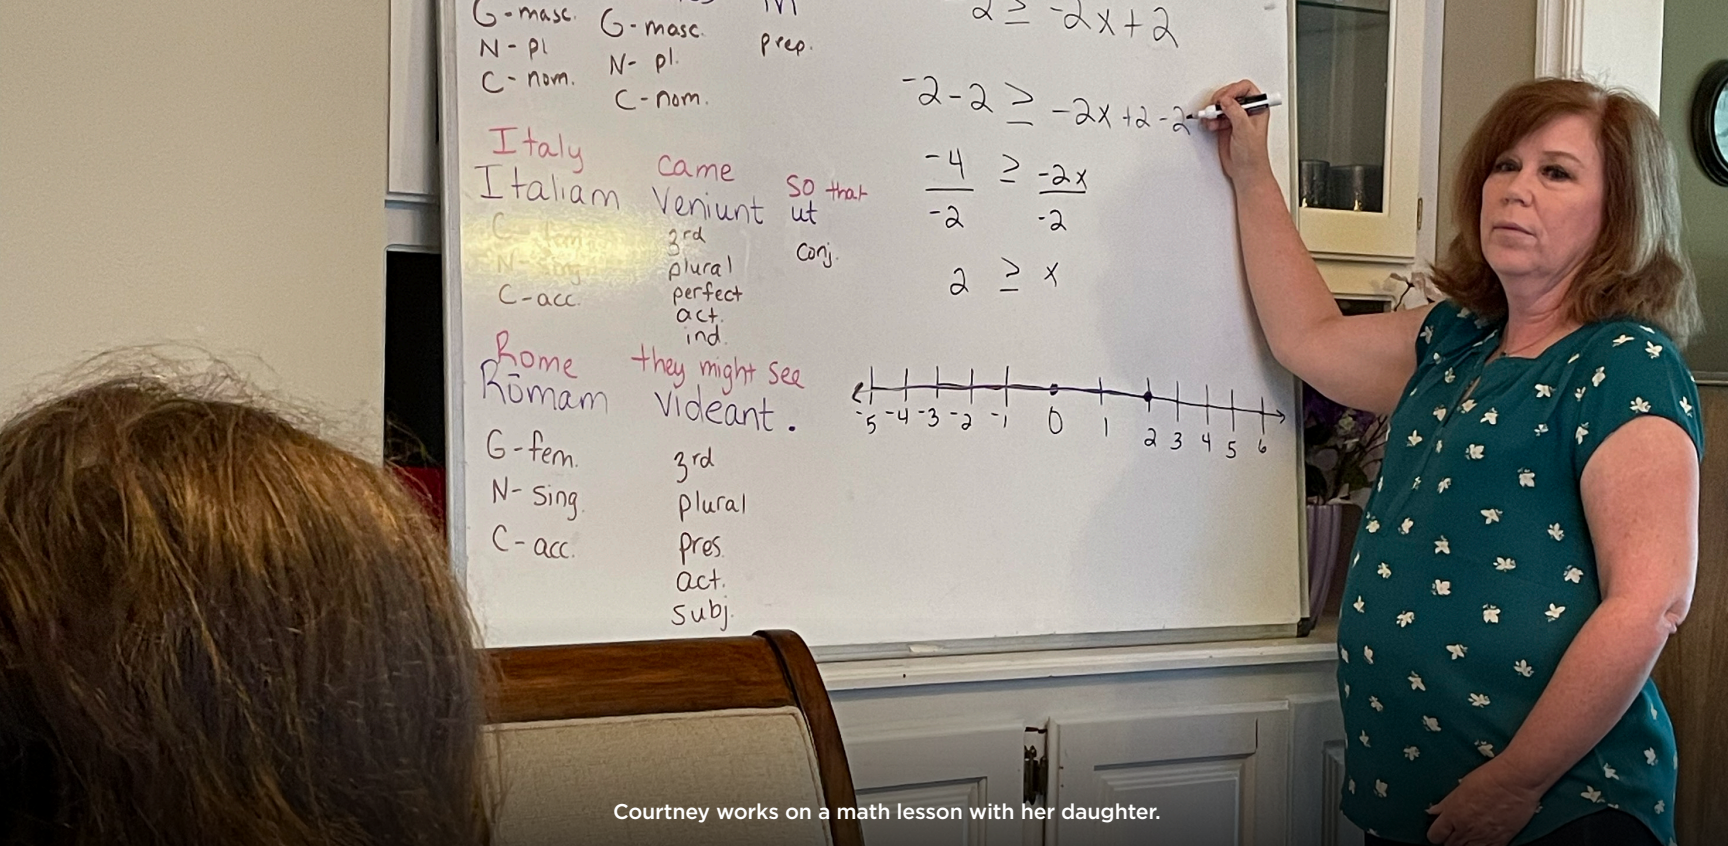 G-masc.
N-pl
C-nom.
G-masc.
N-pl.
C-nom.
prep.
Italy
Italiam
C-acc.
came
Veniunt
3rd
plural
perfect
act.
ind.
so that
ut
conj.
Rome
Rōmam
G-fem.
N-sing.
C-acc.
they might see
Videant.
3rd
plural
pres.
act.
subj.
≥ -2x+2
-2-2 ≥ -2x+2-2
-4 ≥ -2x
-2 -2
2 ≥ x
-5 -4 -3 -2 -1 0 1 2 3 4 5 6
Courtney works on a math lesson with her daughter.